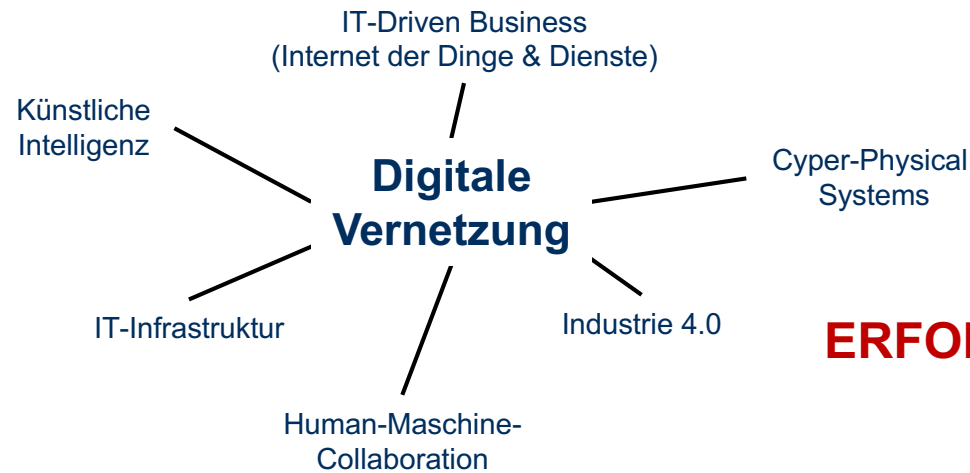 IT-Driven Business
(Internet der Dinge & Dienste)
Künstliche
Intelligenz
Digitale
Vernetzung
Cyper-Physical
Systems
IT-Infrastruktur
Industrie 4.0
Human-Maschine-
Collaboration